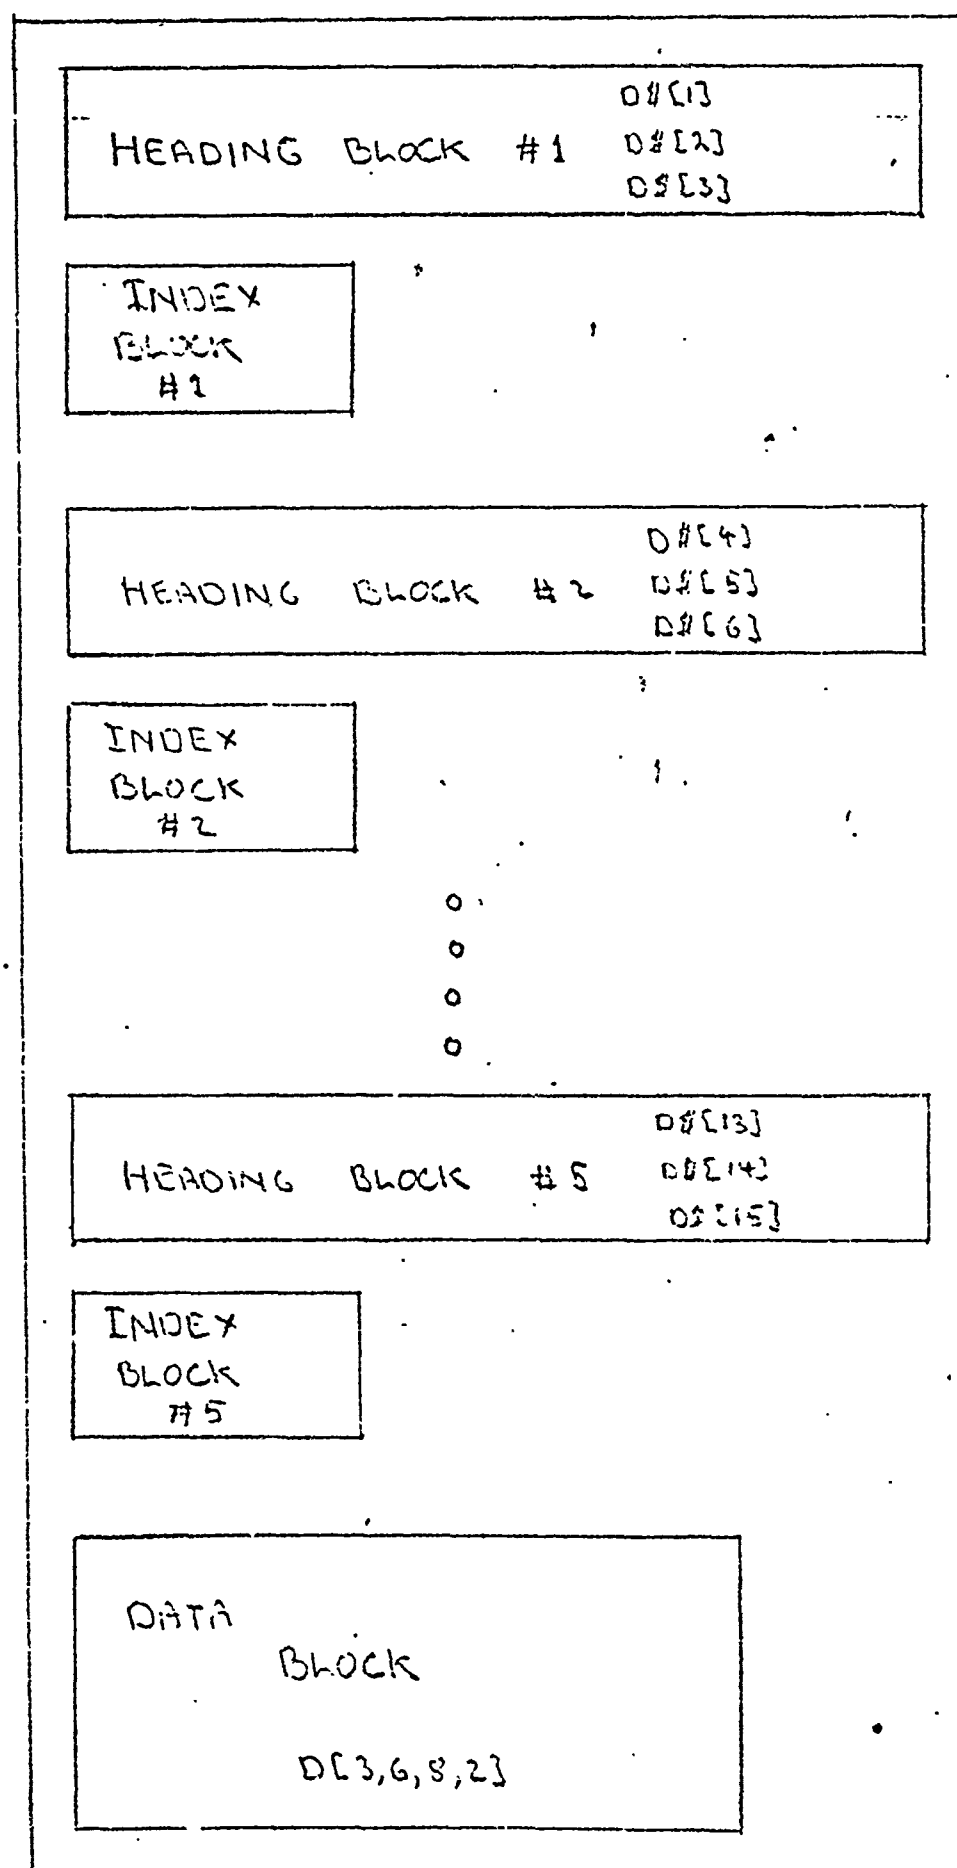 D$[1]
HEADING BLOCK #1 D$[2]
D$[3]
INDEX
BLOCK
#1
D$[4]
HEADING BLOCK #2 D$[5]
D$[6]
INDEX
BLOCK
#2
D$[13]
HEADING BLOCK #5 D$[14]
D$[15]
INDEX
BLOCK
#5
DATA
BLOCK
D[3,6,8,2]